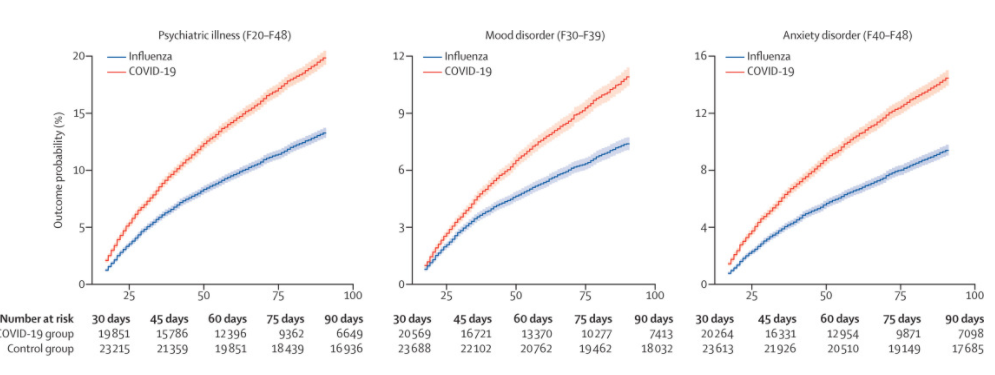 Psychiatric illness (F20–F48)
Influenza
COVID-19
Outcome probability (%)
20
15
10
5
0
25
50
75
100
Mood disorder (F30–F39)
Influenza
COVID-19
12
9
6
3
0
25
50
75
100
Anxiety disorder (F40–F48)
Influenza
COVID-19
16
12
8
4
0
25
50
75
100
Number at risk 30 days 45 days 60 days 75 days 90 days 30 days 45 days 60 days 75 days 90 days 30 days 45 days 60 days 75 days 90 days
COVID-19 group 19851 15786 12396 9362 6649 20569 16721 13370 10277 7413 20264 16331 12954 9871 7098
Control group 23215 21359 19851 18439 16936 23688 22102 20762 19462 18032 23613 21926 20510 19149 17685